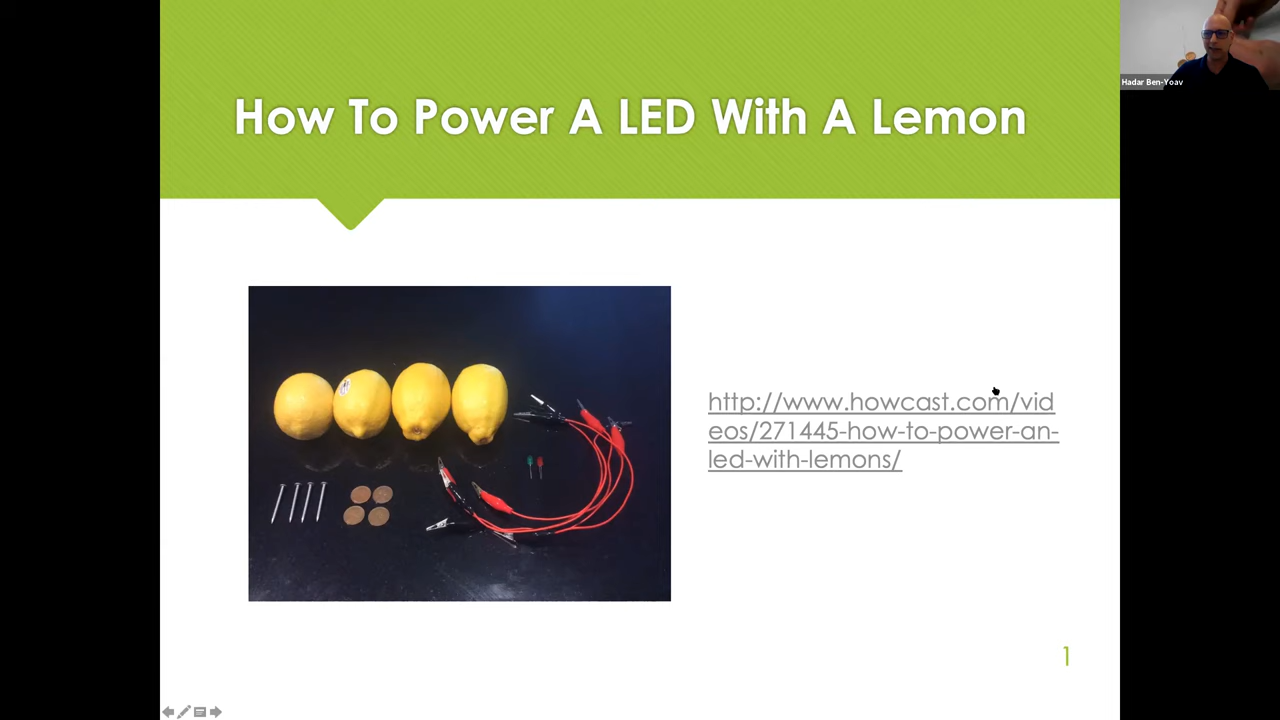 How To Power A LED With A Lemon
Hadar Ben-Yoav
http://www.howcast.com/vid
eos/271445-how-to-power-an-
led-with-lemons/
1